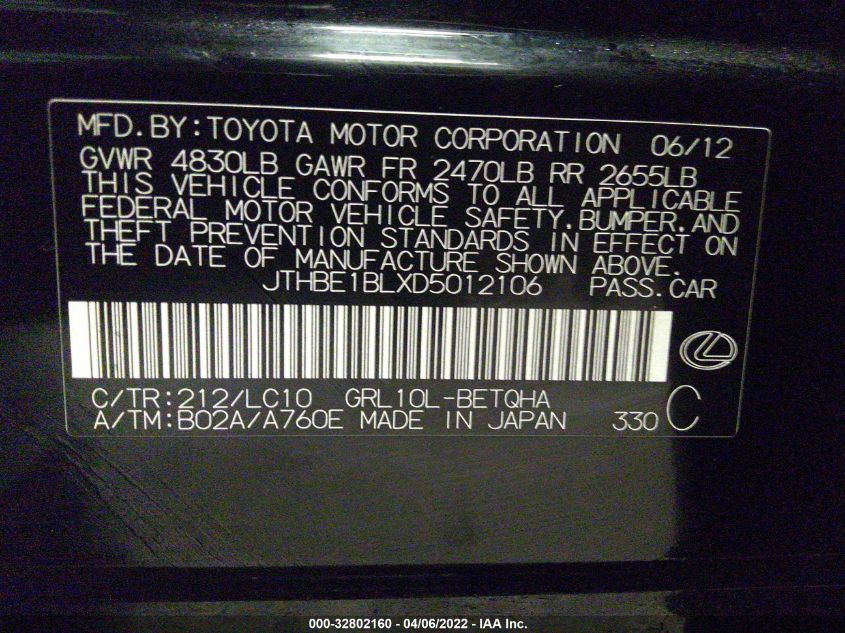 MFD.BY:TOYOTA MOTOR CORPORATION 06/12
GVWR 4830LB GAWR FR 2470LB RR 2655LB
THIS VEHICLE CONFORMS TO ALL APPLICABLE
FEDERAL MOTOR VEHICLE SAFETY,BUMPER,AND
THEFT PREVENTION STANDARDS IN EFFECT ON
THE DATE OF MANUFACTURE SHOWN ABOVE.
JTHBE1BLXD5012106 PASS.CAR
C/TR:212/LC10 GRL10L-BETQHA
A/TM:B02A/A760E MADE IN JAPAN 330 C
000-32802160 - 04/06/2022 - IAA Inc.